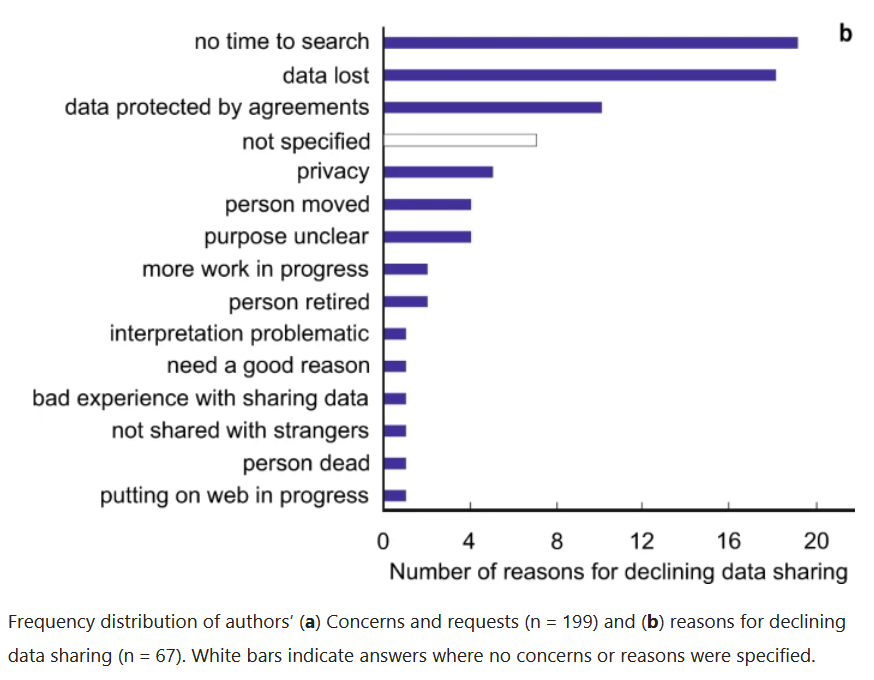 b
no time to search
data lost
data protected by agreements
not specified
privacy
person moved
purpose unclear
more work in progress
person retired
interpretation problematic
need a good reason
bad experience with sharing data
not shared with strangers
person dead
putting on web in progress
0 4 8 12 16 20
Number of reasons for declining data sharing
Frequency distribution of authors’ (a) Concerns and requests (n = 199) and (b) reasons for declining
data sharing (n = 67). White bars indicate answers where no concerns or reasons were specified.